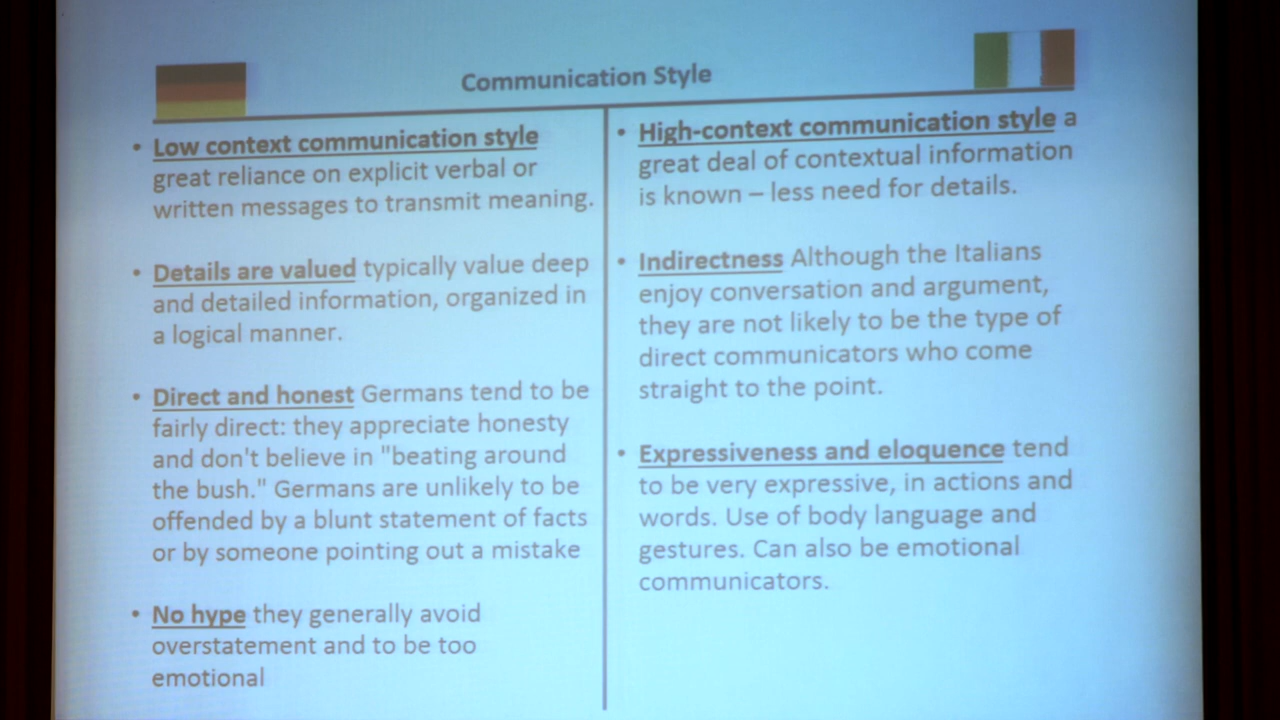 Communication Style
• Low context communication style
great reliance on explicit verbal or
written messages to transmit meaning.
• Details are valued typically value deep
and detailed information, organized in
a logical manner.
• Direct and honest Germans tend to be
fairly direct: they appreciate honesty
and don't believe in "beating around
the bush." Germans are unlikely to be
offended by a blunt statement of facts
or by someone pointing out a mistake
• No hype they generally avoid
overstatement and to be too
emotional
• High-context communication style a
great deal of contextual information
is known – less need for details.
• Indirectness Although the Italians
enjoy conversation and argument,
they are not likely to be the type of
direct communicators who come
straight to the point.
• Expressiveness and eloquence tend
to be very expressive, in actions and
words. Use of body language and
gestures. Can also be emotional
communicators.